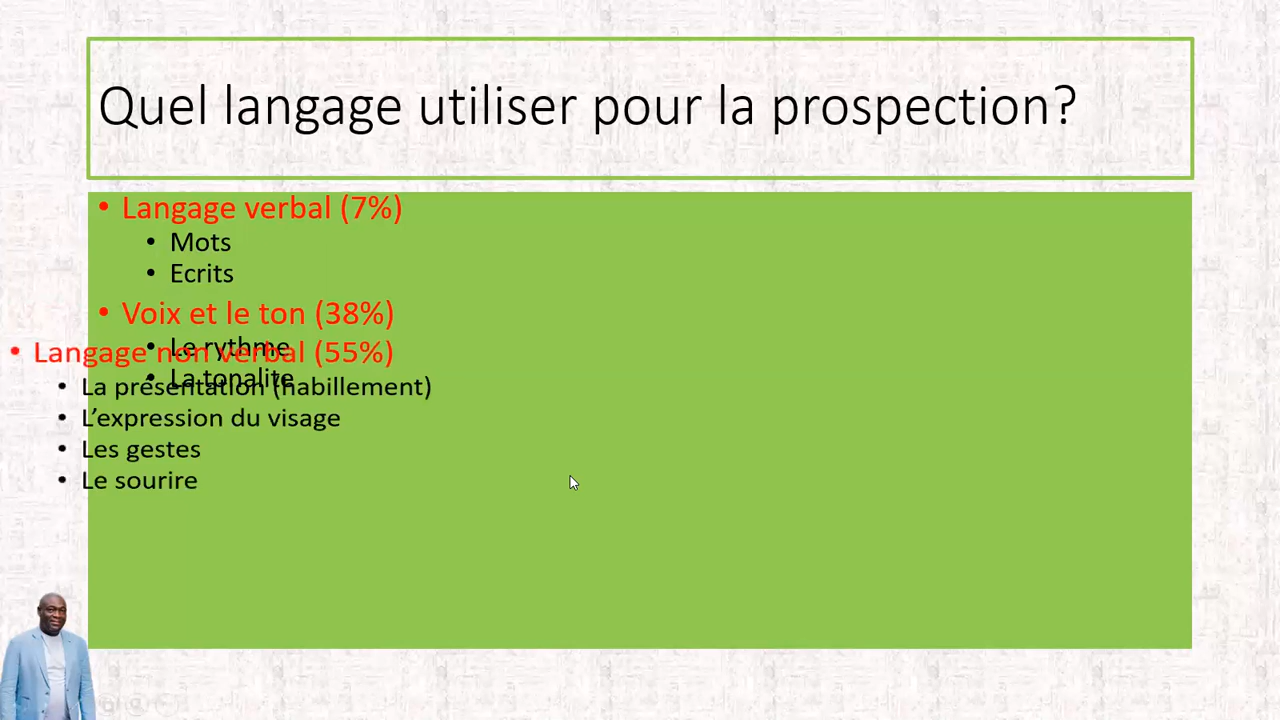 Quel langage utiliser pour la prospection?
• Langage verbal (7%)
• Mots
• Ecrits
• Voix et le ton (38%)
• Le rythme
• La tonalite
• Langage non verbal (55%)
• La présentation (habillement)
• L’expression du visage
• Les gestes
• Le sourire